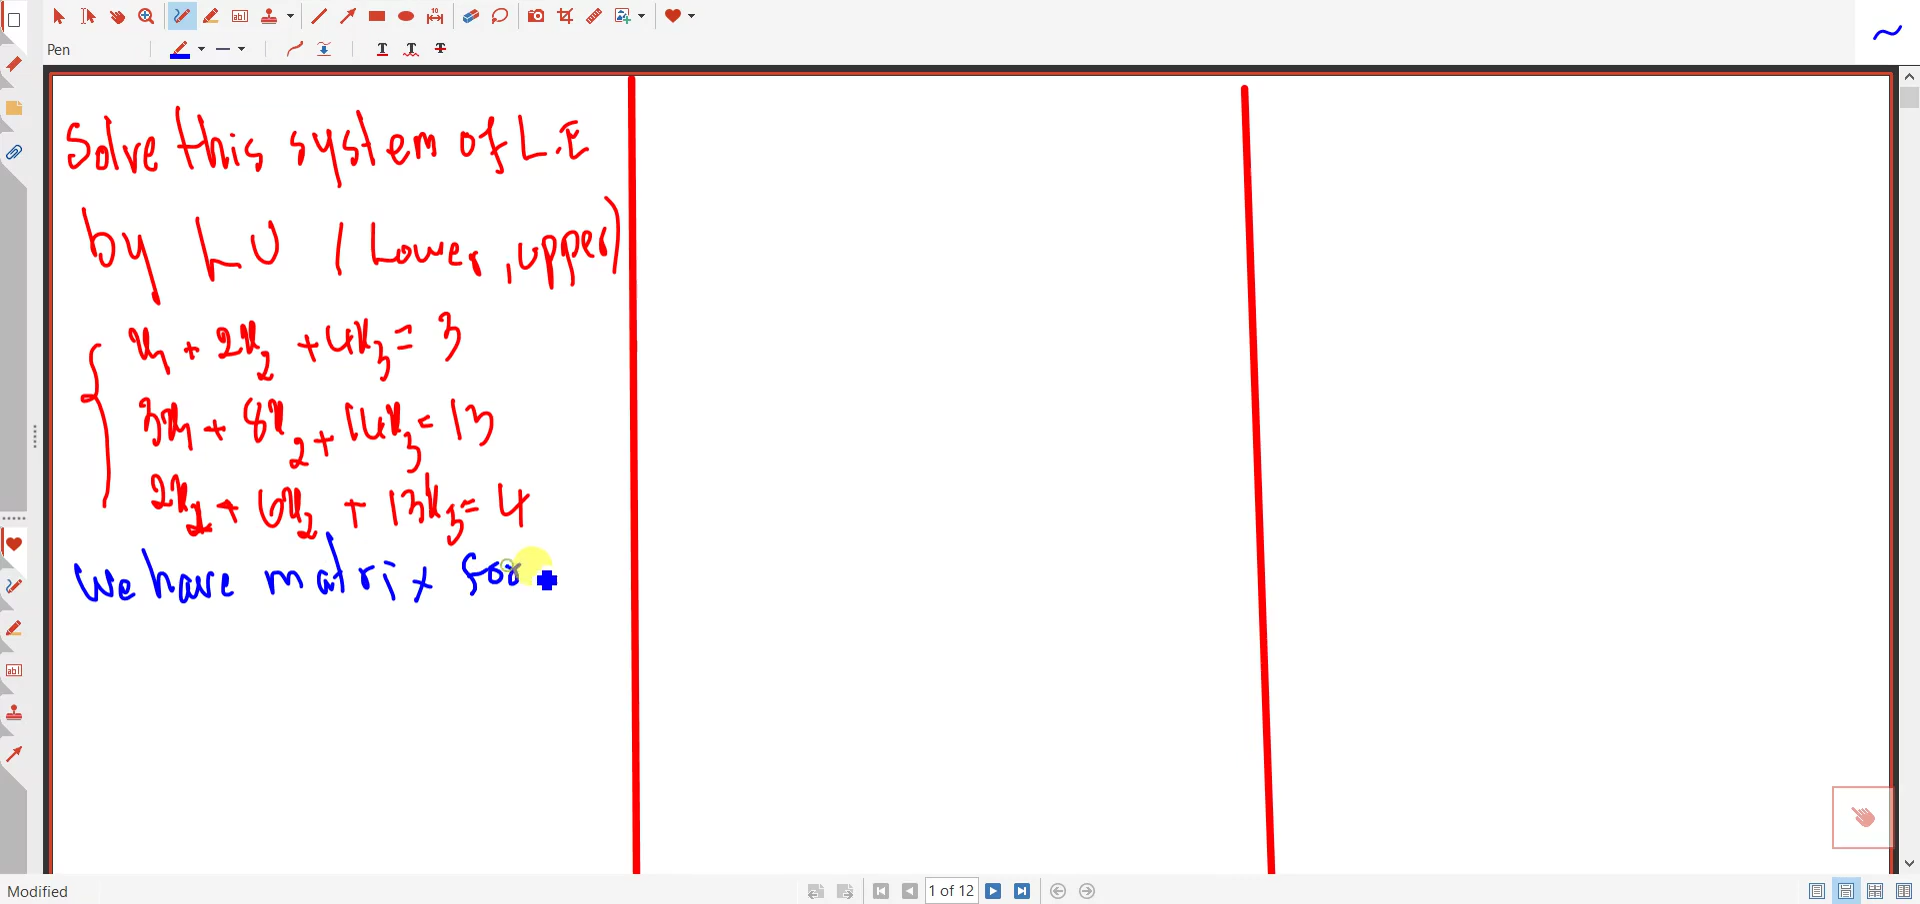 Pen
Solve this system of L.E
by LU (Lower, upper)
x₁ + 2x₂ + 4x₃ = 3
3x₁ + 8x₂ + 14x₃ = 13
2x₁ + 6x₂ + 13x₃ = 4
We have matrix for
Modified
1 of 12